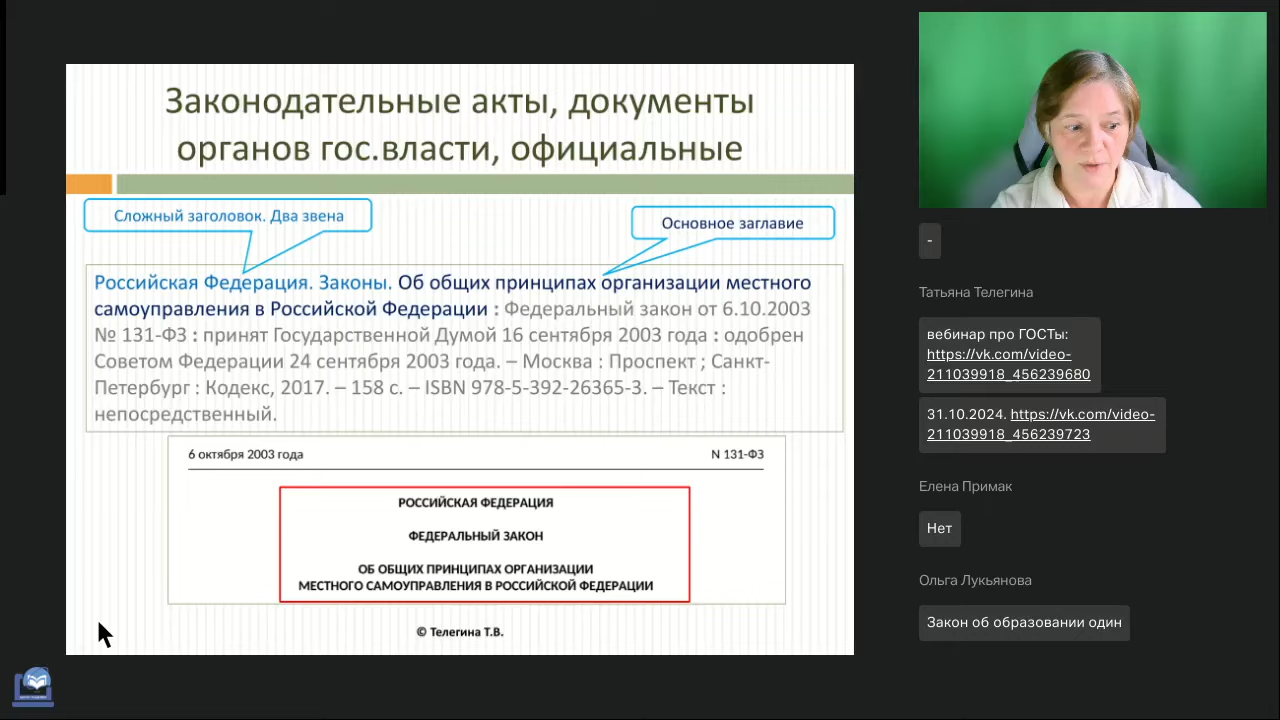 Законодательные акты, документы
органов гос.власти, официальные
Сложный заголовок. Два звена
Основное заглавие
Российская Федерация. Законы. Об общих принципах организации местного
самоуправления в Российской Федерации : Федеральный закон от 6.10.2003
№ 131-ФЗ : принят Государственной Думой 16 сентября 2003 года : одобрен
Советом Федерации 24 сентября 2003 года. – Москва : Проспект ; Санкт-
Петербург : Кодекс, 2017. – 158 с. – ISBN 978-5-392-26365-3. – Текст :
непосредственный.
6 октября 2003 года
N 131-ФЗ
РОССИЙСКАЯ ФЕДЕРАЦИЯ
ФЕДЕРАЛЬНЫЙ ЗАКОН
ОБ ОБЩИХ ПРИНЦИПАХ ОРГАНИЗАЦИИ
МЕСТНОГО САМОУПРАВЛЕНИЯ В РОССИЙСКОЙ ФЕДЕРАЦИИ
© Телегина Т.В.
-
Татьяна Телегина
вебинар про ГОСТы:
https://vk.com/video-
211039918_456239680
31.10.2024. https://vk.com/video-
211039918_456239723
Елена Примак
Нет
Ольга Лукьянова
Закон об образовании один